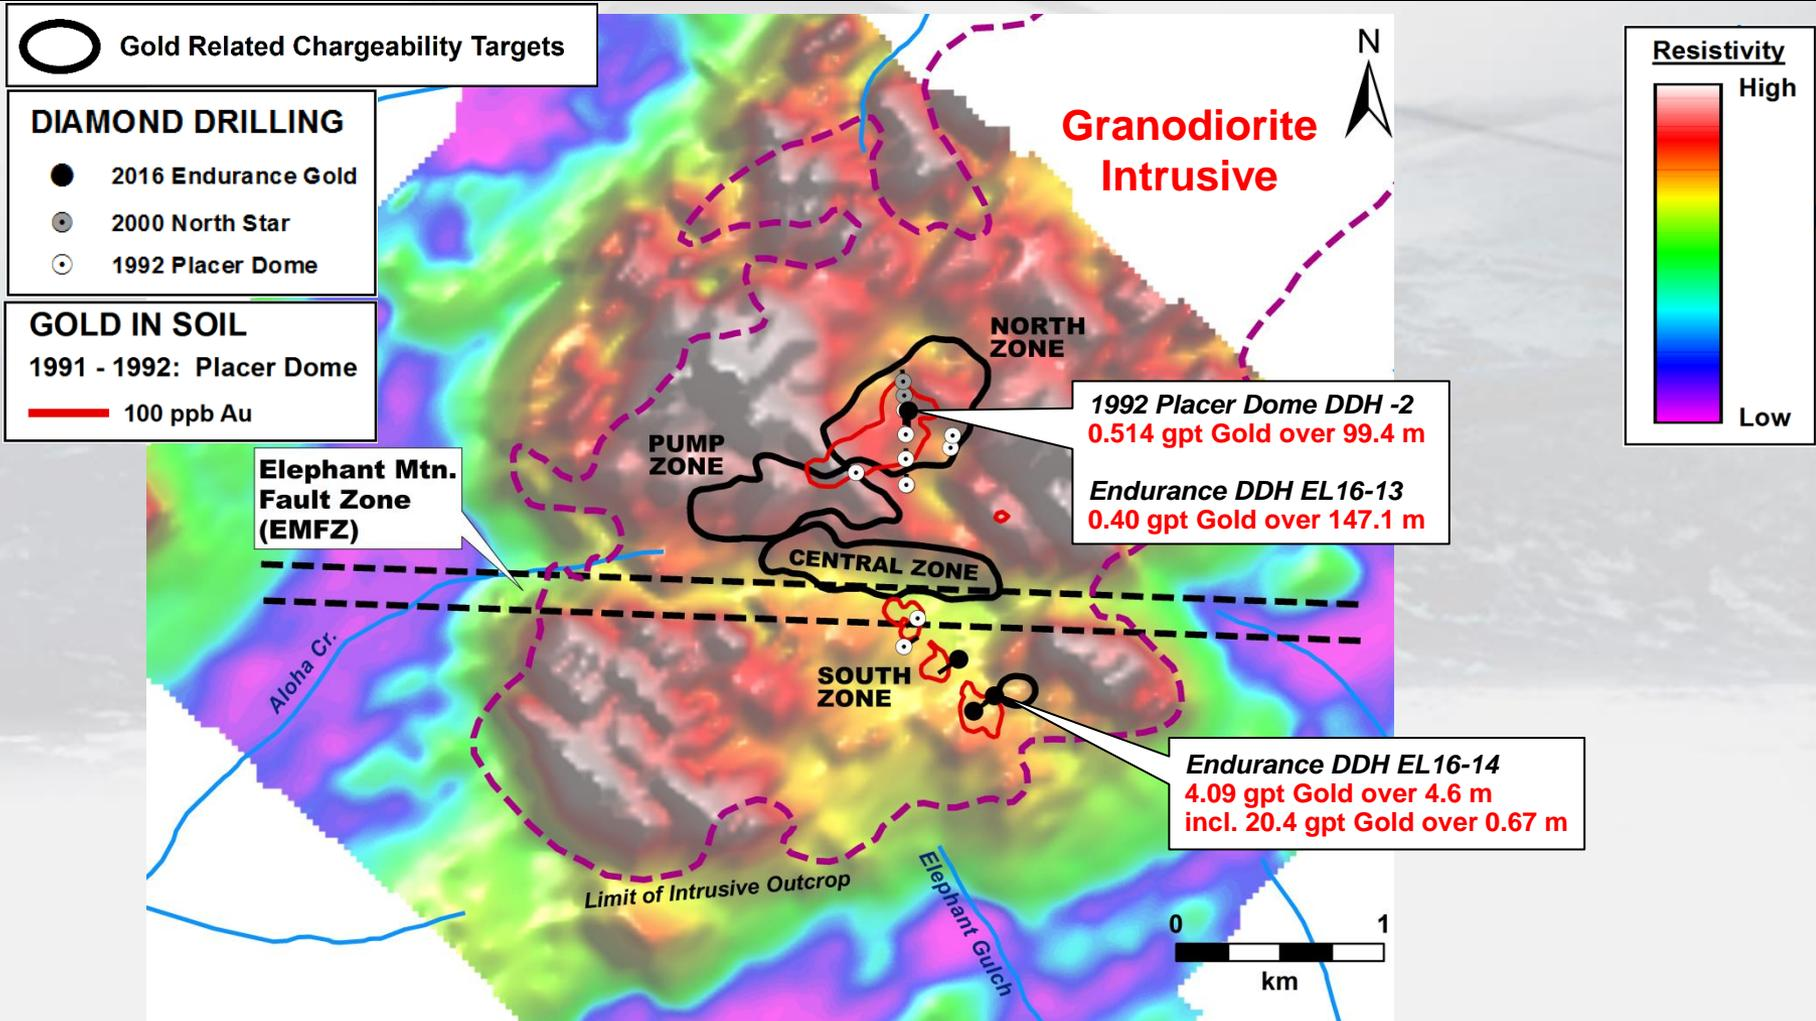 Gold Related Chargeability Targets
DIAMOND DRILLING
2016 Endurance Gold
2000 North Star
1992 Placer Dome
GOLD IN SOIL
1991 - 1992: Placer Dome
100 ppb Au
Elephant Mtn.
Fault Zone
(EMFZ)
Aloha Cr.
PUMP
ZONE
NORTH
ZONE
CENTRAL ZONE
SOUTH
ZONE
Limit of Intrusive Outcrop
Elephant Gulch
Granodiorite
Intrusive
N
1992 Placer Dome DDH -2
0.514 gpt Gold over 99.4 m
Endurance DDH EL16-13
0.40 gpt Gold over 147.1 m
Endurance DDH EL16-14
4.09 gpt Gold over 4.6 m
incl. 20.4 gpt Gold over 0.67 m
0 1
km
Resistivity
High
Low